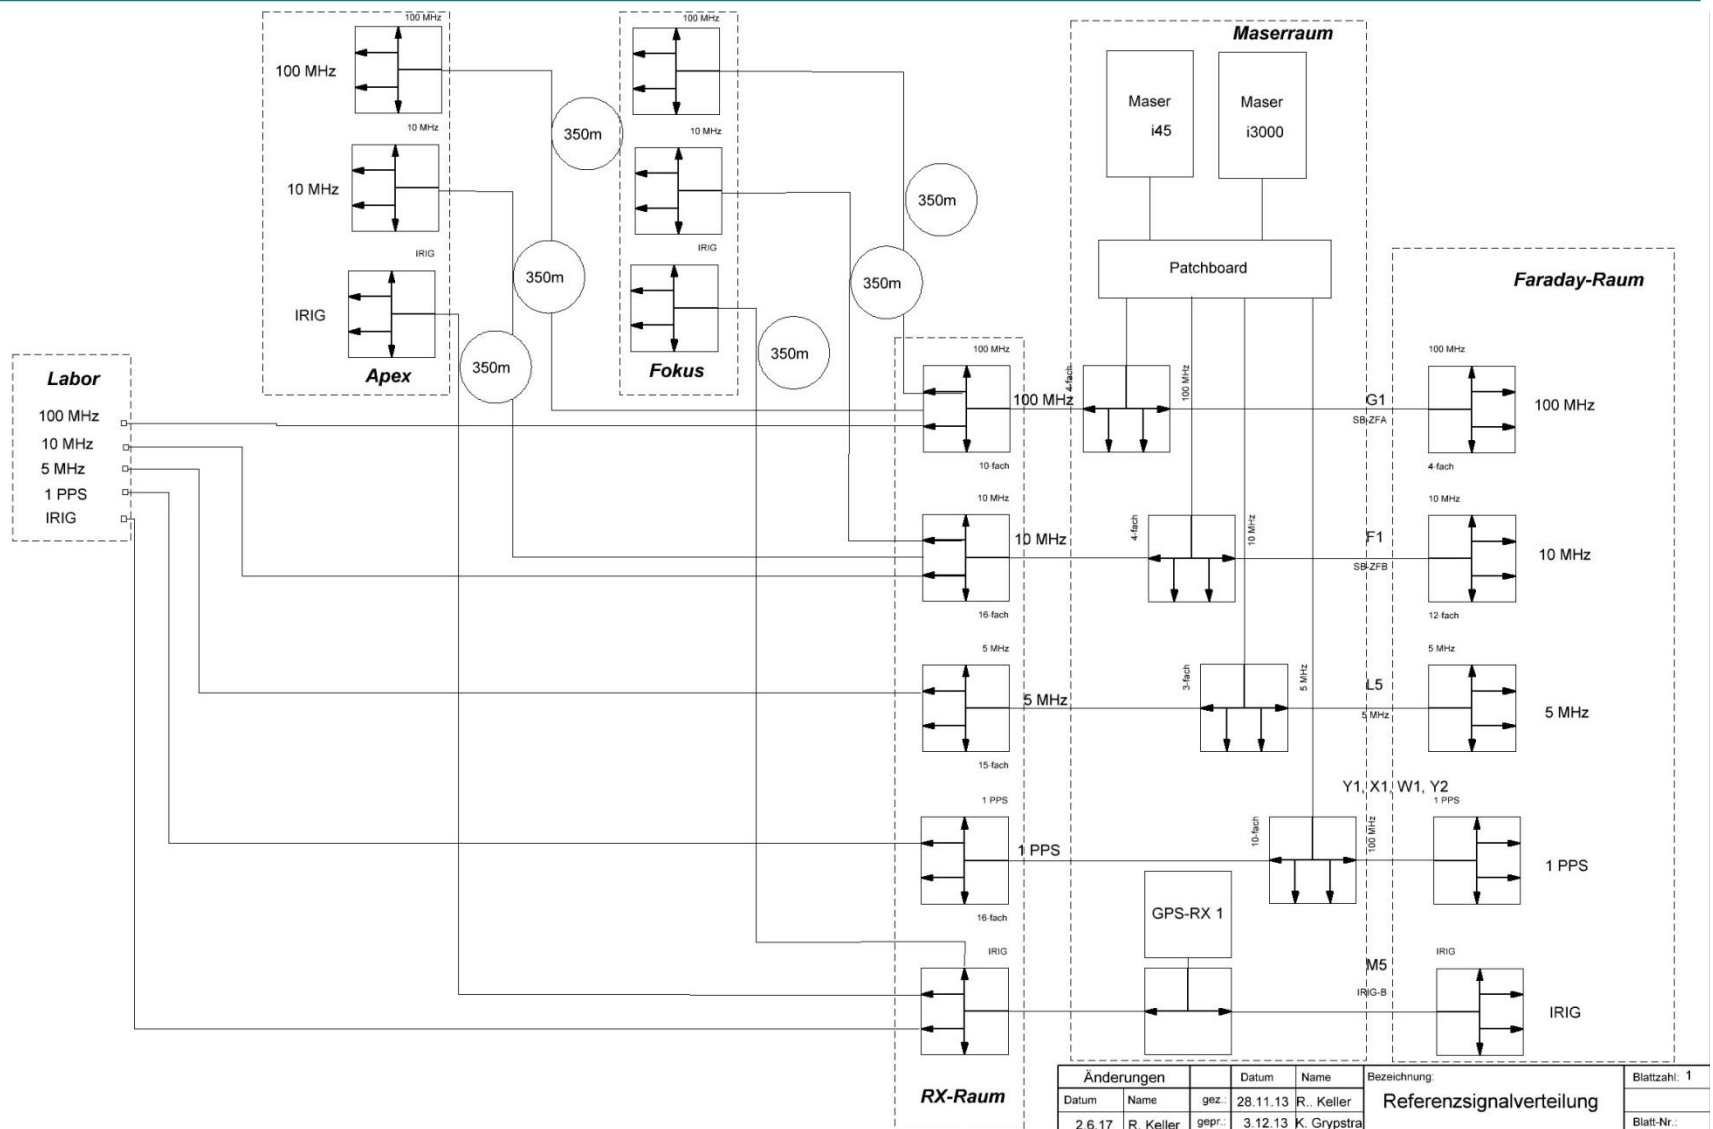 100 MHz
100 MHz
10 MHz
10 MHz
IRIG
IRIG
Apex
350m
350m
350m
100 MHz
10 MHz
IRIG
Fokus
350m
350m
350m
Maserraum
Maser
i45
Maser
i3000
Patchboard
Faraday-Raum
Labor
100 MHz
10 MHz
5 MHz
1 PPS
IRIG
100 MHz
100 MHz
10-fach
4-fach
100 MHz
G1
SB-ZFA
100 MHz
100 MHz
4-fach
10 MHz
10 MHz
16-fach
4-fach
10 MHz
F1
SB-ZFB
10 MHz
10 MHz
12-fach
5 MHz
5 MHz
15-fach
3-fach
5 MHz
L5
5 MHz
5 MHz
5 MHz
1 PPS
1 PPS
16-fach
10-fach
100 MHz
Y1, X1, W1, Y2
1 PPS
1 PPS
GPS-RX 1
IRIG
M5
IRIG-B
IRIG
IRIG
RX-Raum
Änderungen Datum Name Bezeichnung: Blattzahl: 1
Datum Name gez.: 28.11.13 R.. Keller Referenzsignalverteilung
2.6.17 R. Keller gepr.: 3.12.13 K. Grypstra Blatt-Nr.: